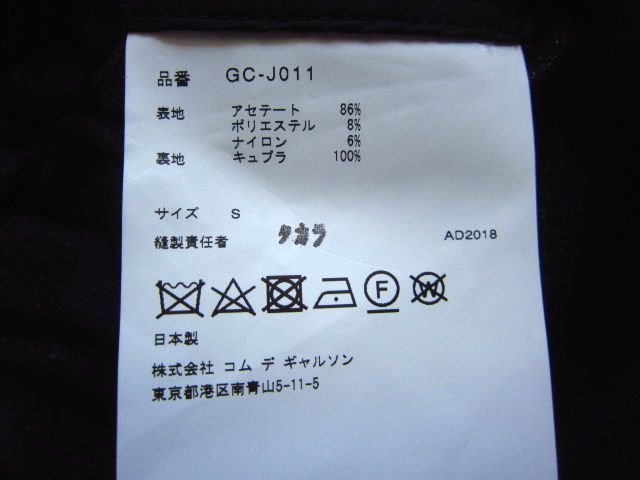 品番 GC-J011
表地 アセテート 86%
ポリエステル 8%
ナイロン 6%
裏地 キュプラ 100%
サイズ S
縫製責任者 タカラ AD2018
F W
日本製
株式会社 コム デ ギャルソン
東京都港区南青山5-11-5